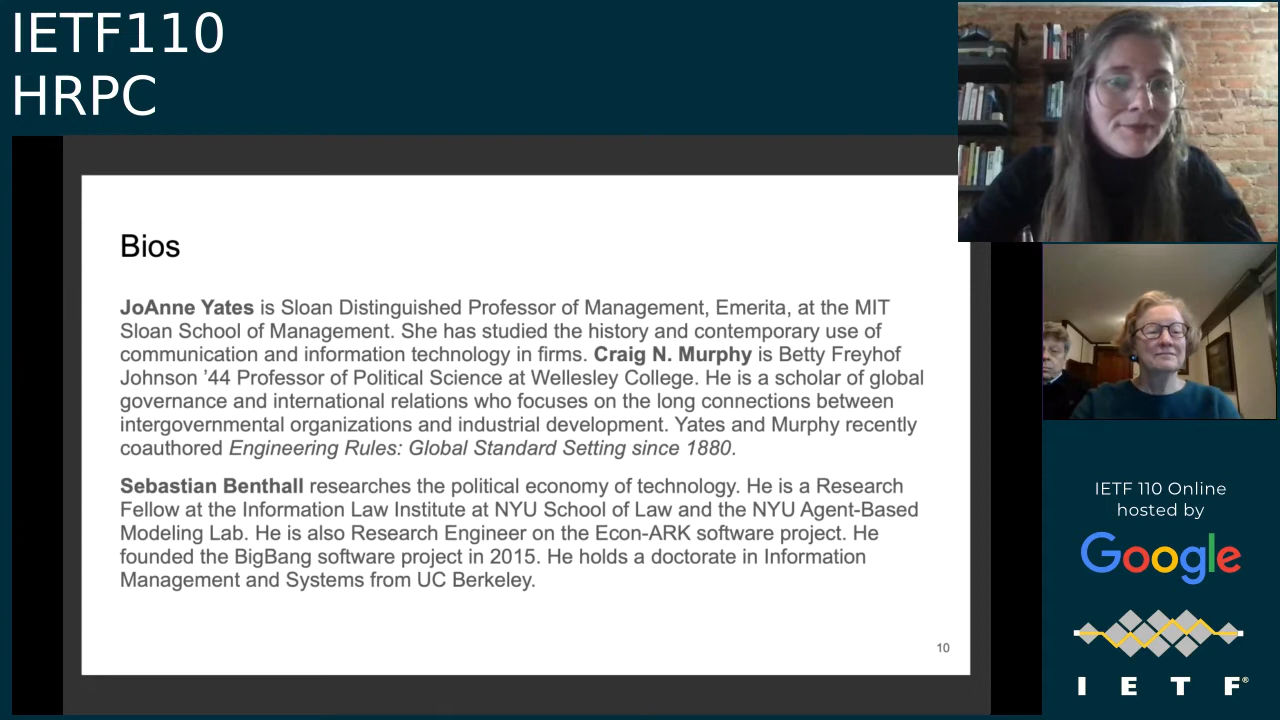 IETF110
HRPC
Bios
JoAnne Yates is Sloan Distinguished Professor of Management, Emerita, at the MIT
Sloan School of Management. She has studied the history and contemporary use of
communication and information technology in firms. Craig N. Murphy is Betty Freyhof
Johnson ’44 Professor of Political Science at Wellesley College. He is a scholar of global
governance and international relations who focuses on the long connections between
intergovernmental organizations and industrial development. Yates and Murphy recently
coauthored Engineering Rules: Global Standard Setting since 1880.
Sebastian Benthall researches the political economy of technology. He is a Research
Fellow at the Information Law Institute at NYU School of Law and the NYU Agent-Based
Modeling Lab. He is also Research Engineer on the Econ-ARK software project. He
founded the BigBang software project in 2015. He holds a doctorate in Information
Management and Systems from UC Berkeley.
10
IETF 110 Online
hosted by
Google
I E T F®